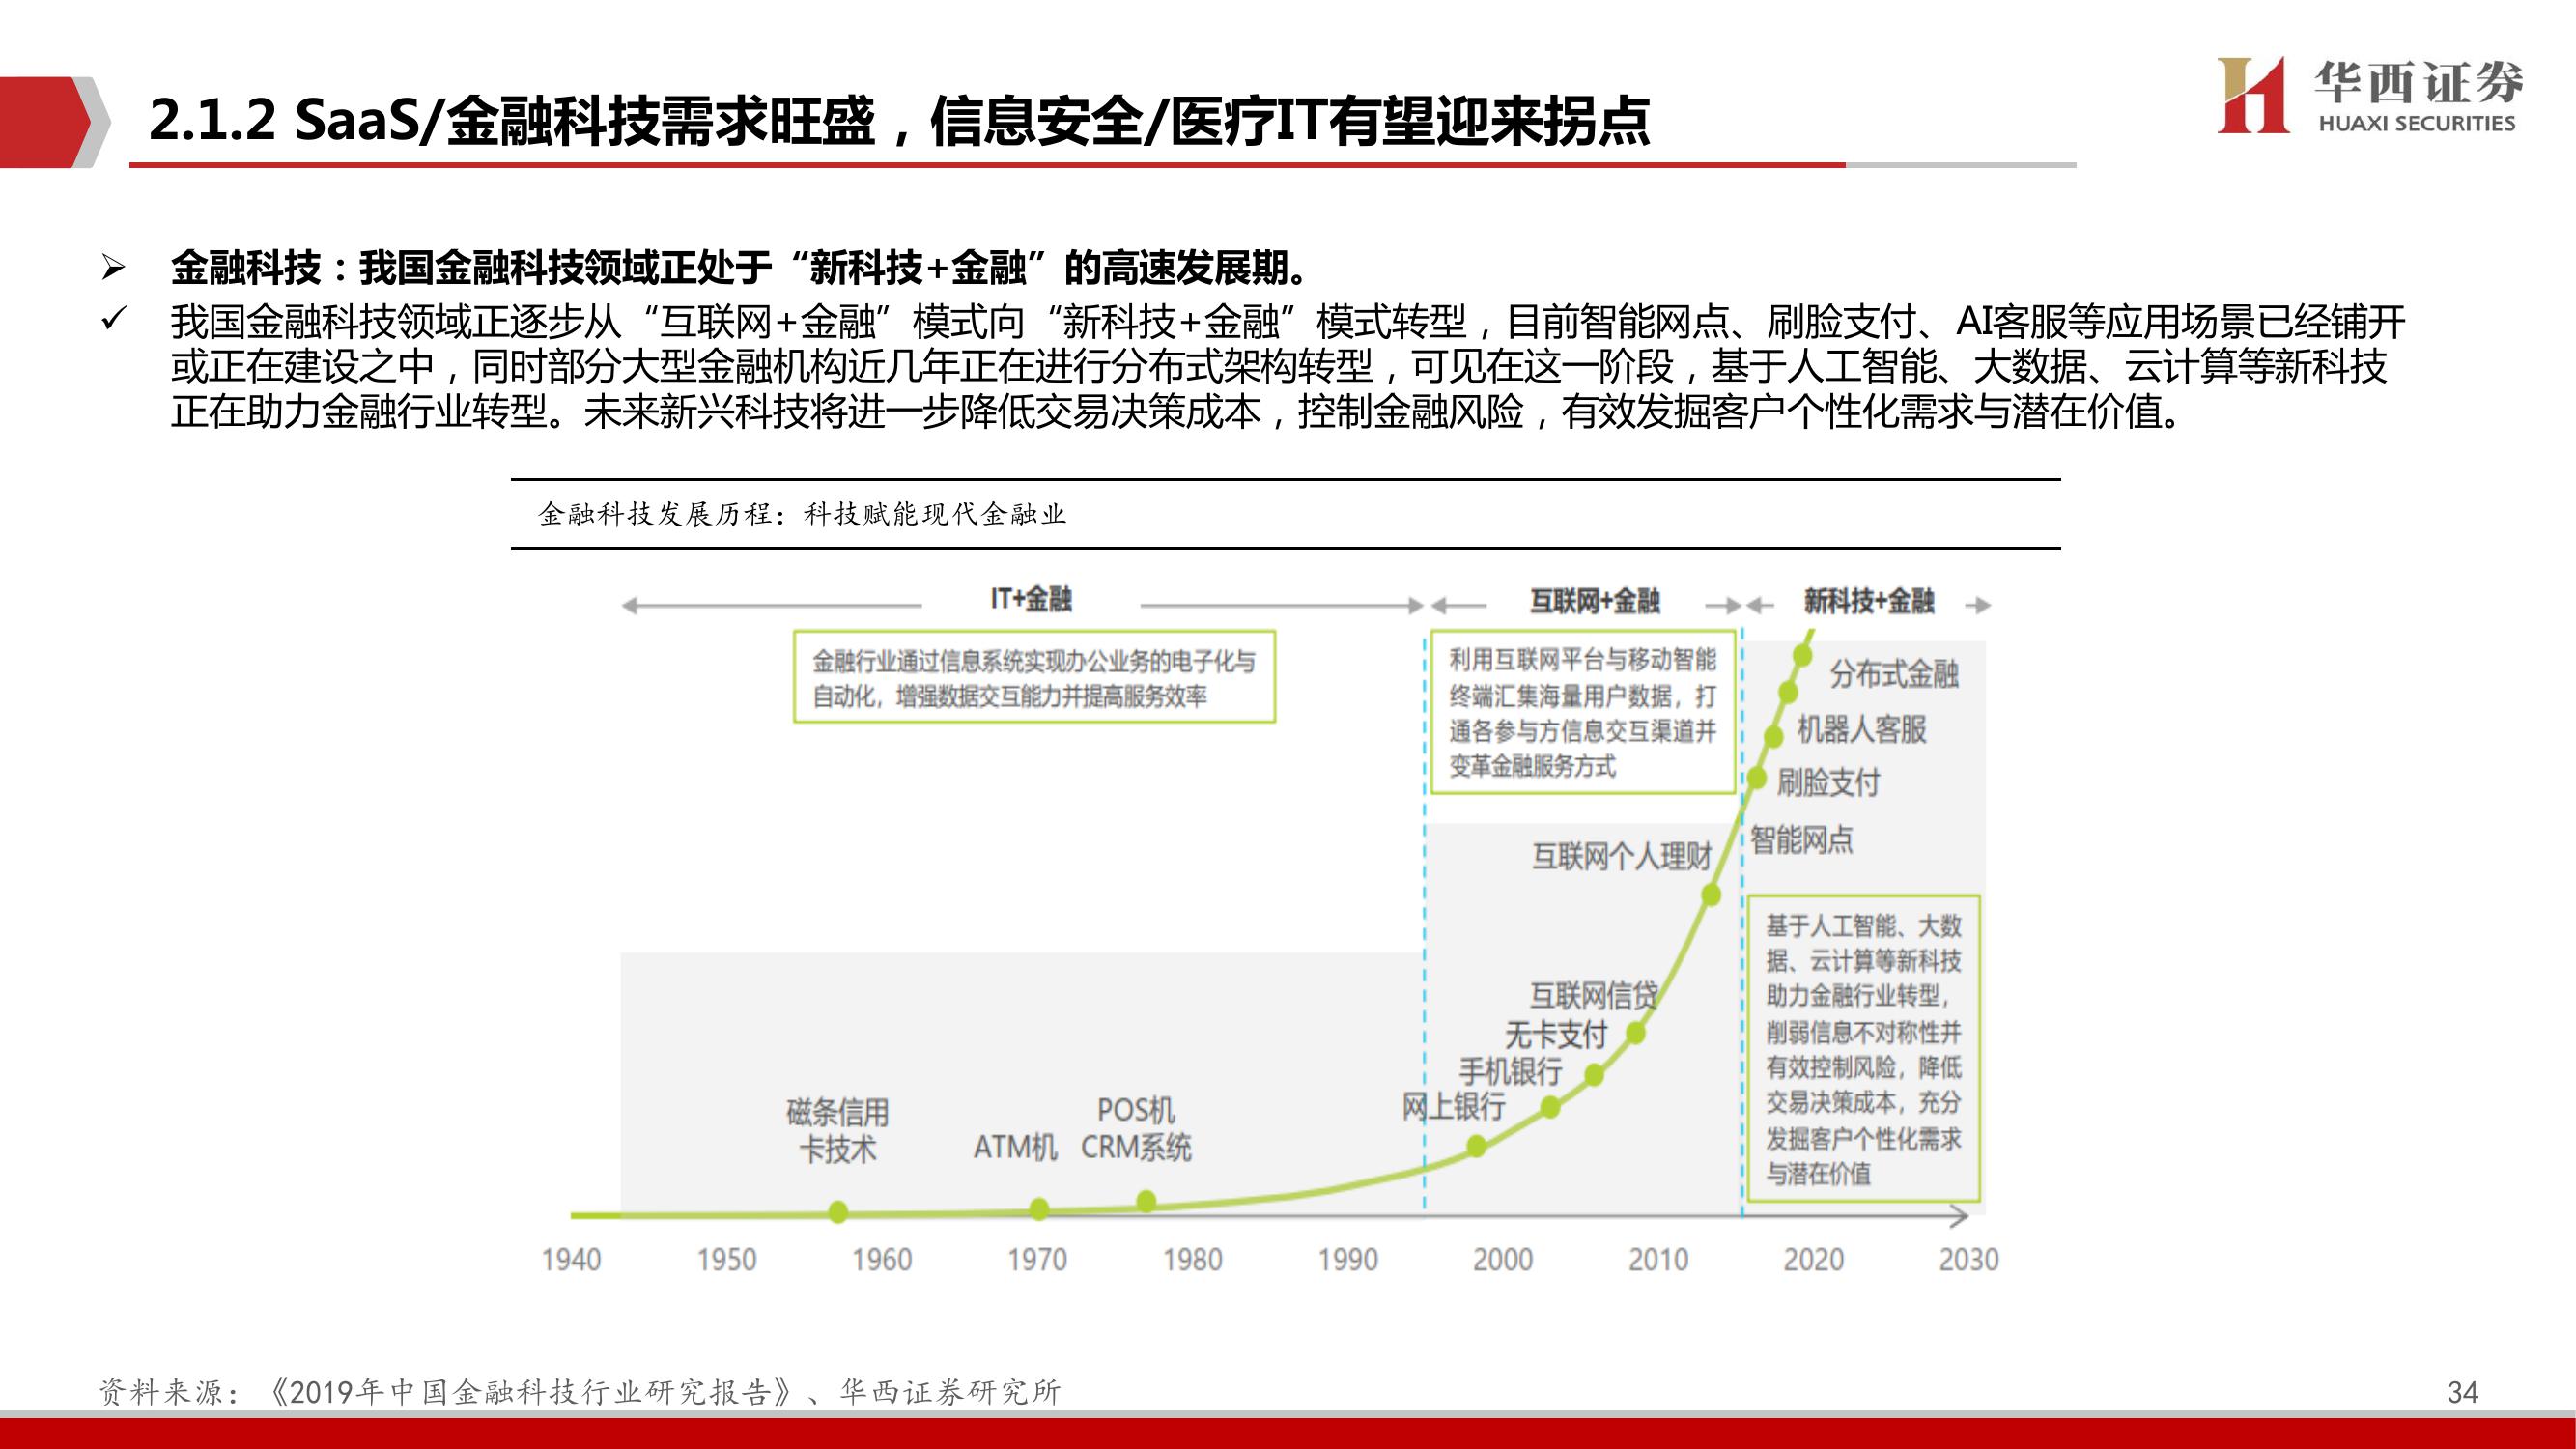 2.1.2 SaaS/金融科技需求旺盛，信息安全/医疗IT有望迎来拐点
华西证券
HUAXI SECURITIES
金融科技：我国金融科技领域正处于“新科技+金融”的高速发展期。
我国金融科技领域正逐步从“互联网+金融”模式向“新科技+金融”模式转型，目前智能网点、刷脸支付、AI客服等应用场景已经铺开
或正在建设之中，同时部分大型金融机构近几年正在进行分布式架构转型，可见在这一阶段，基于人工智能、大数据、云计算等新科技
正在助力金融行业转型。未来新兴科技将进一步降低交易决策成本，控制金融风险，有效发掘客户个性化需求与潜在价值。
金融科技发展历程：科技赋能现代金融业
IT+金融
互联网+金融
新科技+金融
金融行业通过信息系统实现办公业务的电子化与
自动化，增强数据交互能力并提高服务效率
利用互联网平台与移动智能
终端汇集海量用户数据，打
通各参与方信息交互渠道并
变革金融服务方式
分布式金融
机器人客服
刷脸支付
智能网点
互联网个人理财
互联网信贷
无卡支付
手机银行
网上银行
基于人工智能、大数
据、云计算等新科技
助力金融行业转型，
削弱信息不对称性并
有效控制风险，降低
交易决策成本，充分
发掘客户个性化需求
与潜在价值
磁条信用
卡技术
ATM机
POS机
CRM系统
1940 1950 1960 1970 1980 1990 2000 2010 2020 2030
资料来源：《2019年中国金融科技行业研究报告》、华西证券研究所
34